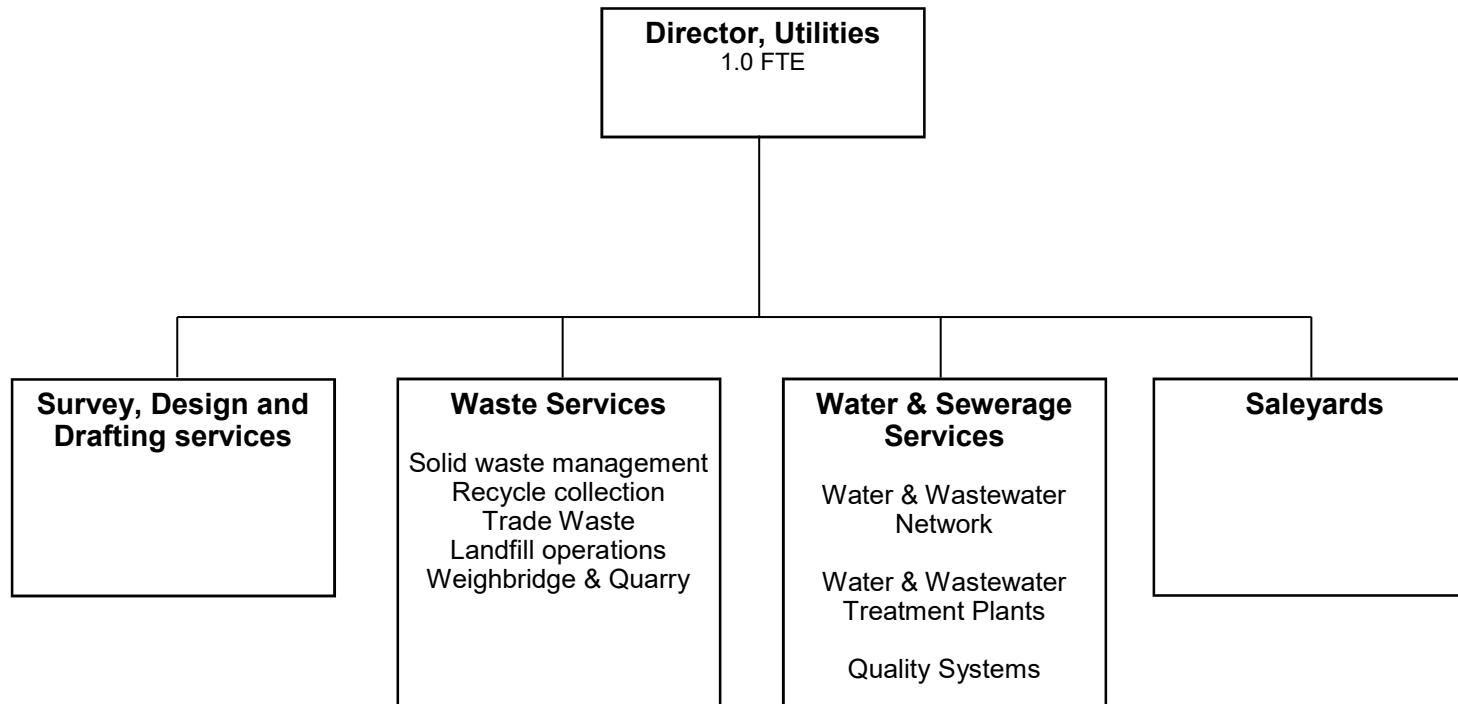 Director, Utilities
1.0 FTE
Survey, Design and
Drafting services
Waste Services
Solid waste management
Recycle collection
Trade Waste
Landfill operations
Weighbridge & Quarry
Water & Sewerage
Services
Water & Wastewater
Network
Water & Wastewater
Treatment Plants
Quality Systems
Saleyards